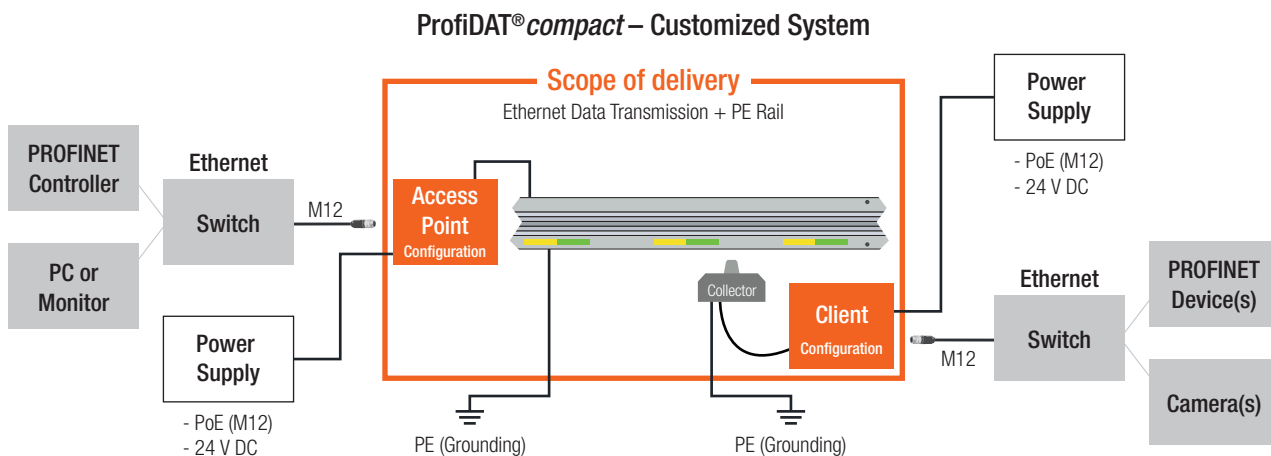 ProfiDAT® compact – Customized System
Scope of delivery
Ethernet Data Transmission + PE Rail
PROFINET
Controller
PC or
Monitor
Ethernet
Switch
M12
Power
Supply
- PoE (M12)
- 24 V DC
Access
Point
Configuration
PE (Grounding)
Collector
PE (Grounding)
Client
Configuration
Power
Supply
- PoE (M12)
- 24 V DC
M12
Ethernet
Switch
PROFINET
Device(s)
Camera(s)